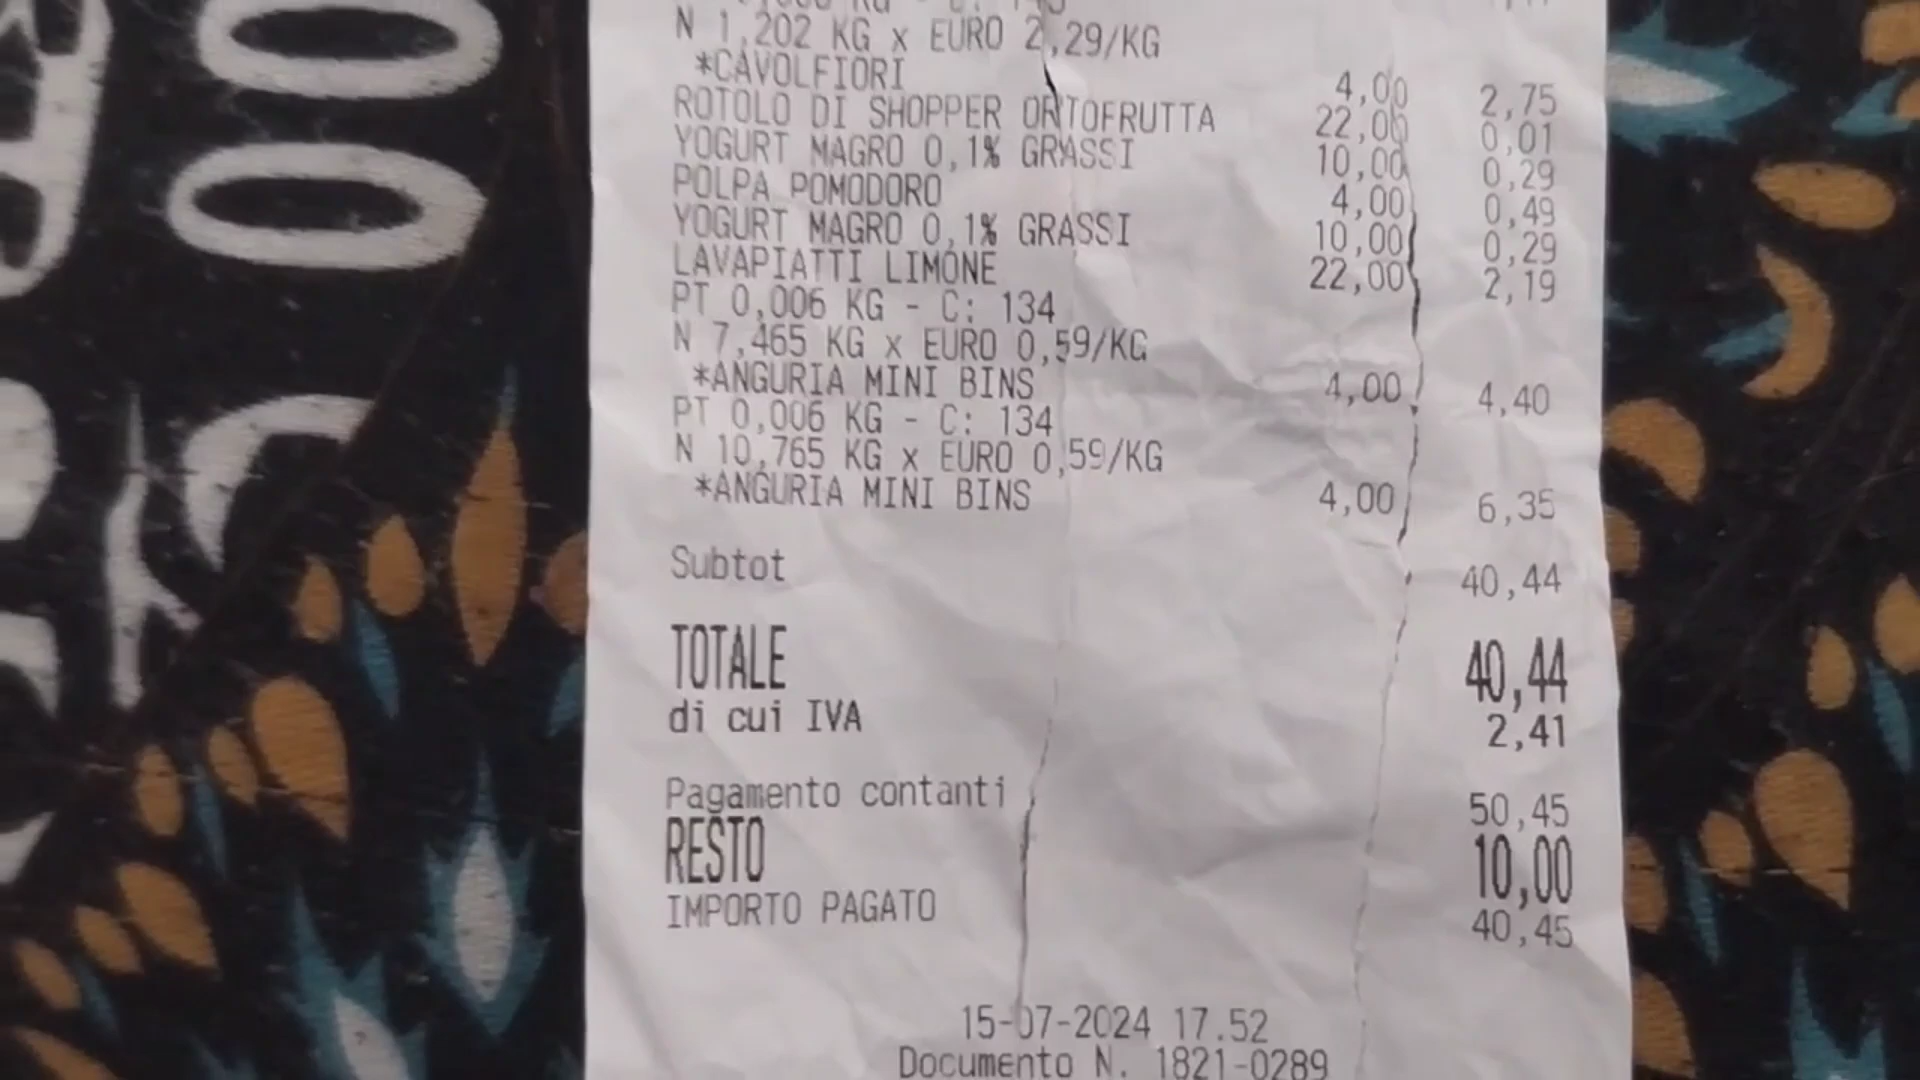 N 1,202 KG x EURO 2,29/KG
*CAVOLFIORI 4,00 2,75
ROTOLO DI SHOPPER ORTOFRUTTA 22,00 0,01
YOGURT MAGRO 0,1% GRASSI 10,00 0,29
POLPA POMODORO 4,00 0,49
YOGURT MAGRO 0,1% GRASSI 10,00 0,29
LAVAPIATTI LIMONE 22,00 2,19
PT 0,006 KG - C: 134
N 7,465 KG x EURO 0,59/KG
*ANGURIA MINI BINS 4,00 4,40
PT 0,006 KG - C: 134
N 10,765 KG x EURO 0,59/KG
*ANGURIA MINI BINS 4,00 6,35
Subtot 40,44
TOTALE 40,44
di cui IVA 2,41
Pagamento contanti 50,45
RESTO 10,00
IMPORTO PAGATO 40,45
15-07-2024 17.52
Documento N. 1821-0289